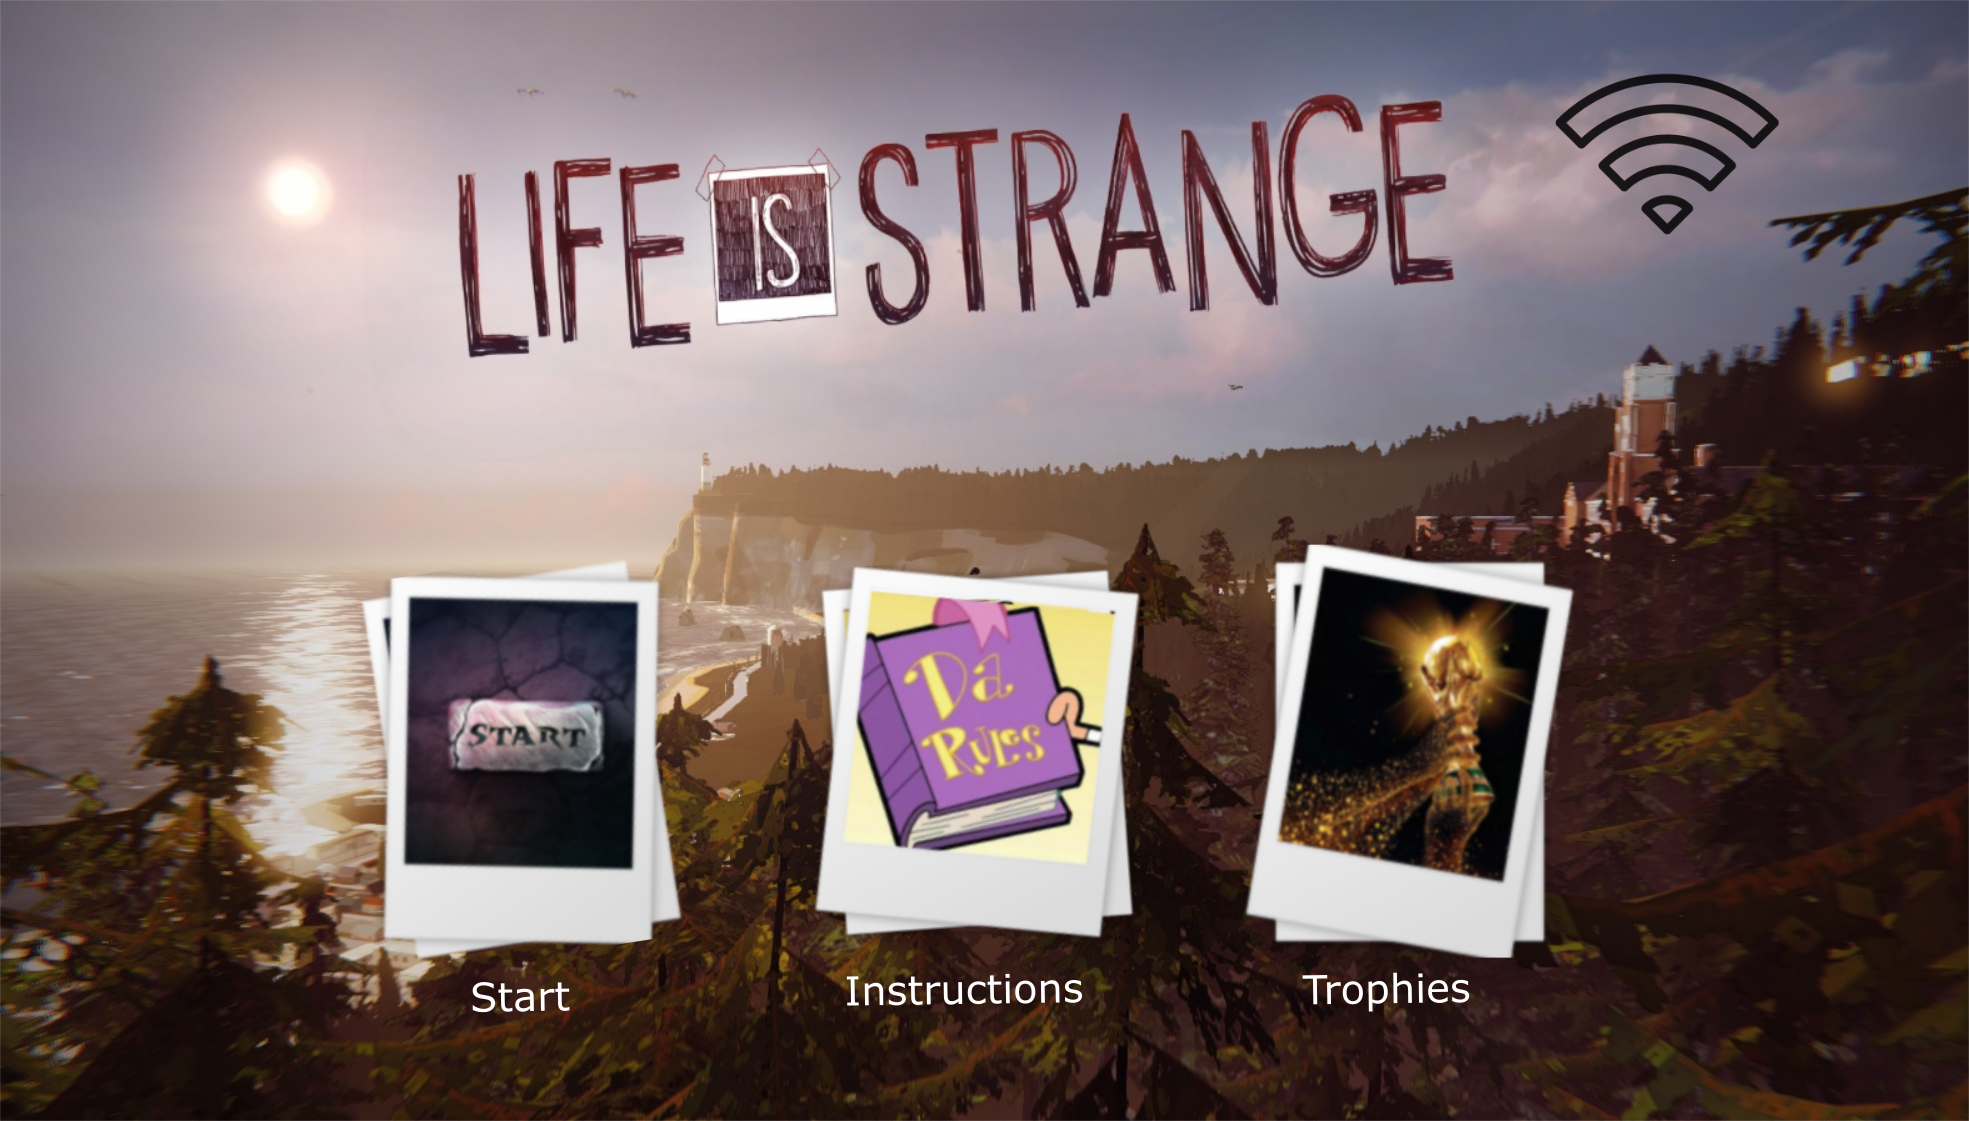 LIFE IS STRANGE
START
Da
RULes
Start
Instructions
Trophies